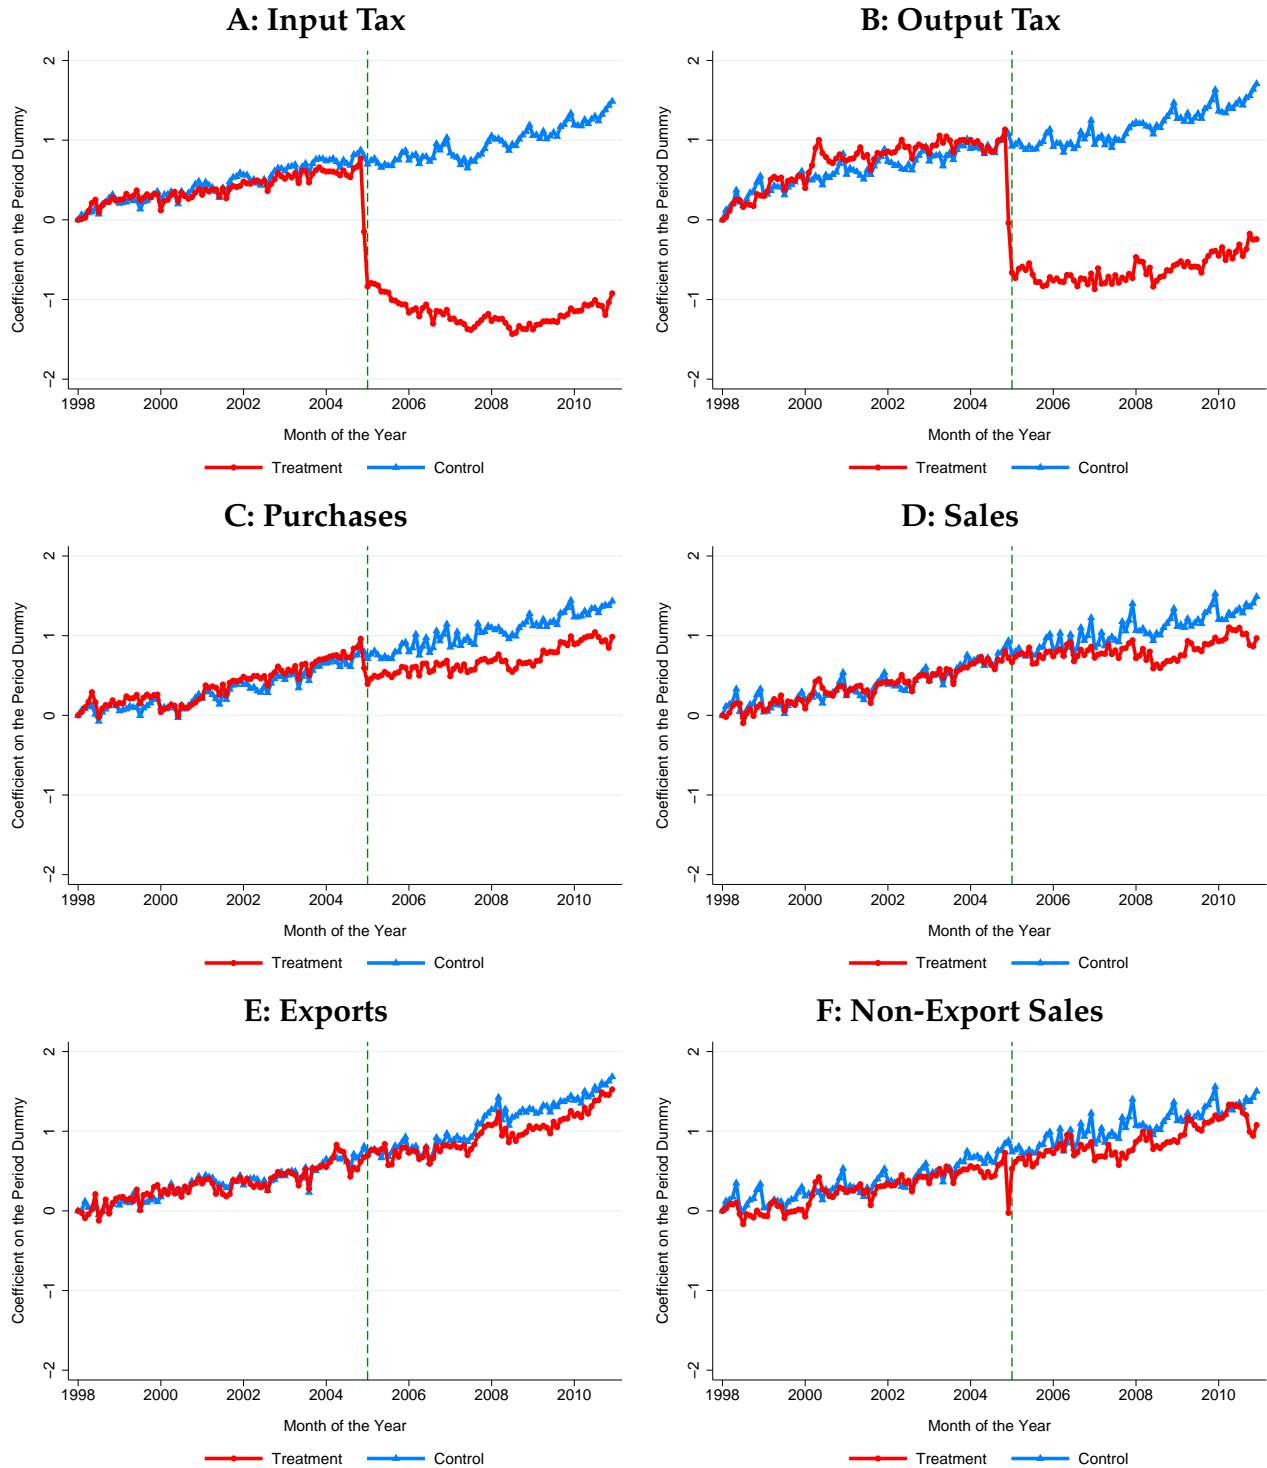 A: Input Tax
Coefficient on the Period Dummy
2
1
0
−1
−2
1998 2000 2002 2004 2006 2008 2010
Month of the Year
Treatment Control
B: Output Tax
Coefficient on the Period Dummy
2
1
0
−1
−2
1998 2000 2002 2004 2006 2008 2010
Month of the Year
Treatment Control
C: Purchases
Coefficient on the Period Dummy
2
1
0
−1
−2
1998 2000 2002 2004 2006 2008 2010
Month of the Year
Treatment Control
D: Sales
Coefficient on the Period Dummy
2
1
0
−1
−2
1998 2000 2002 2004 2006 2008 2010
Month of the Year
Treatment Control
E: Exports
Coefficient on the Period Dummy
2
1
0
−1
−2
1998 2000 2002 2004 2006 2008 2010
Month of the Year
Treatment Control
F: Non-Export Sales
Coefficient on the Period Dummy
2
1
0
−1
−2
1998 2000 2002 2004 2006 2008 2010
Month of the Year
Treatment Control